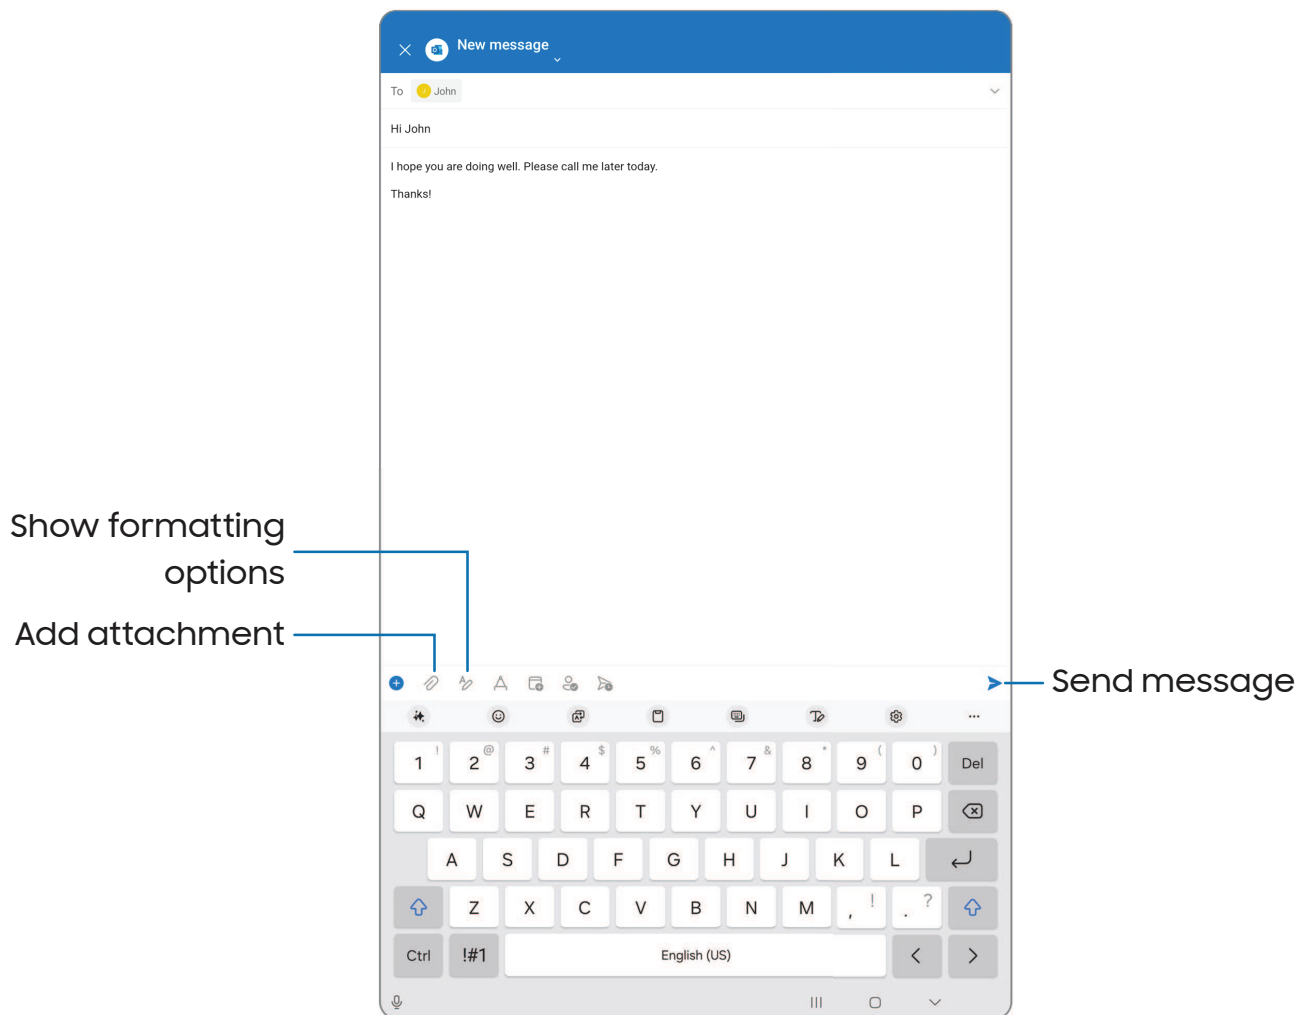 New message
To John
Hi John
I hope you are doing well. Please call me later today.
Thanks!
Show formatting
options
Add attachment
Send message
1 ! 2 @ 3 # 4 $ 5 % 6 ^ 7 & 8 * 9 ( 0 ) Del
Q W E R T Y U I O P
A S D F G H J K L
Z X C V B N M , ! . ?
Ctrl !#1 English (US) < >